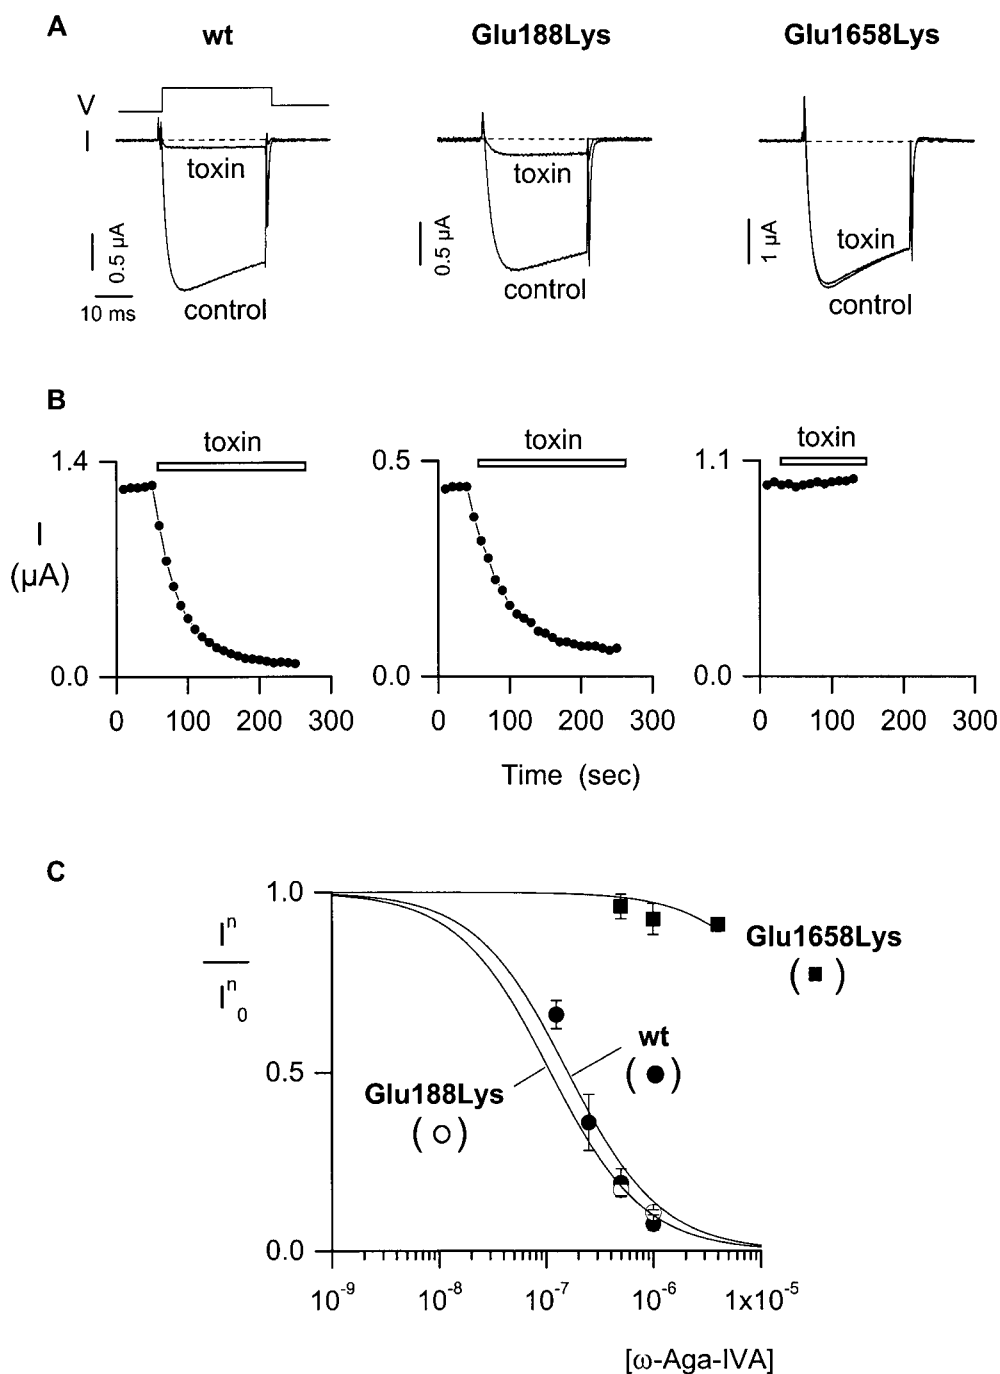 A
wt
Glu188Lys
Glu1658Lys
V
I
toxin
control
0.5 µA
10 ms
toxin
control
0.5 µA
toxin
control
1 µA
B
toxin
toxin
toxin
1.4
0.5
1.1
I
(µA)
0.0
0.0
0.0
0 100 200 300
0 100 200 300
0 100 200 300
Time (sec)
C
1.0
Iⁿ
Iⁿ₀
Glu1658Lys
( ■ )
wt
( ● )
0.5
Glu188Lys
( ○ )
0.0
10⁻⁹ 10⁻⁸ 10⁻⁷ 10⁻⁶ 1x10⁻⁵
[ω-Aga-IVA]